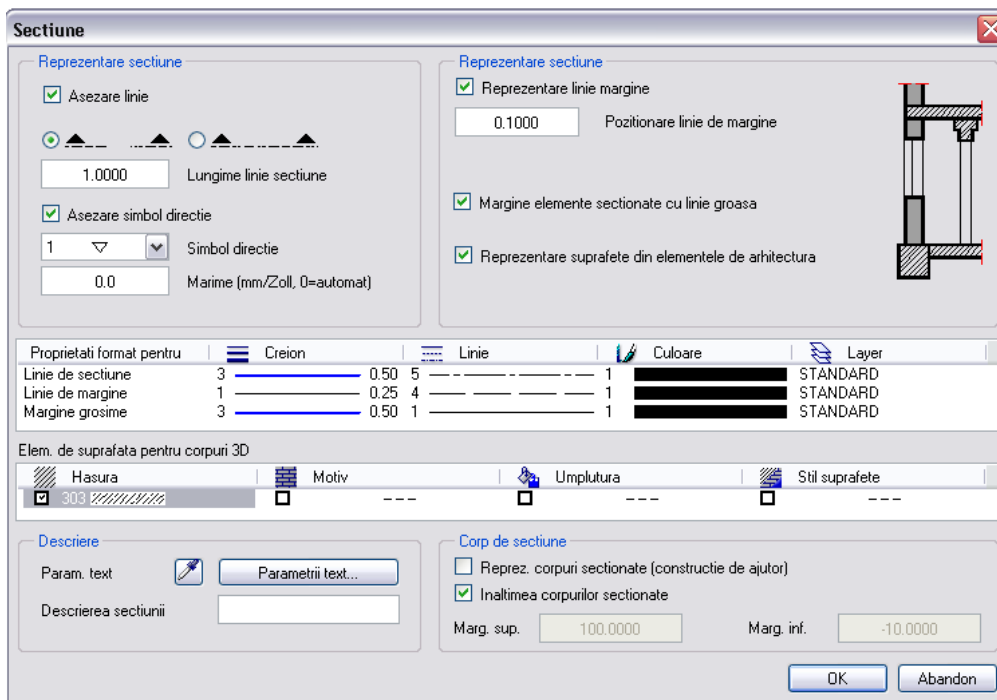 Sectiune
Reprezentare sectiune
Asezare linie
1.0000 Lungime linie sectiune
Asezare simbol directie
1 Simbol directie
0.0 Marime (mm/Zoll, 0=automat)
Reprezentare sectiune
Reprezentare linie margine
0.1000 Pozitionare linie de margine
Margine elemente sectionate cu linie groasa
Reprezentare suprafete din elementele de arhitectura
Proprietati format pentru Creion Linie Culoare Layer
Linie de sectiune 3 0.50 5 1 STANDARD
Linie de margine 1 0.25 4 1 STANDARD
Margine grosime 3 0.50 1 1 STANDARD
Elem. de suprafata pentru corpuri 3D
Hasura Motiv Umplutura Stil suprafete
303 --- --- ---
Descriere
Param. text Parametrii text...
Descrierea sectiunii
Corp de sectiune
Reprez. corpuri sectionate (constructie de ajutor)
Inaltimea corpurilor sectionate
Marg. sup. 100.0000 Marg. inf. -10.0000
OK Abandon